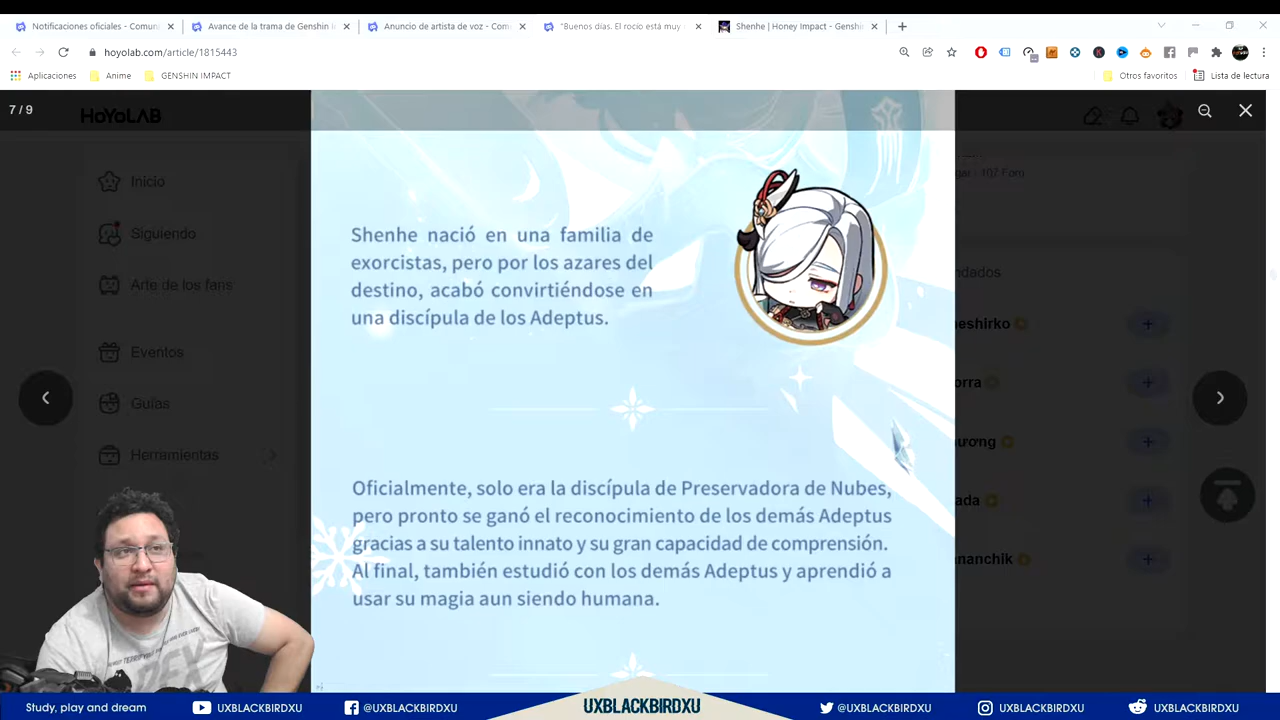 Notificaciones oficiales - Comun
Avance de la trama de Genshin I
Anuncio de artista de voz - Com
"Buenos días. El rocío está muy
Shenhe | Honey Impact - Genshi
hoyolab.com/article/1815443
Aplicaciones
Anime
GENSHIN IMPACT
Otros favoritos
Lista de lectura
7 / 9
HoYoLAB
Inicio
Siguiendo
Arte de los fans
Eventos
Guías
Herramientas
Shenhe nació en una familia de
exorcistas, pero por los azares del
destino, acabó convirtiéndose en
una discípula de los Adeptus.
Oficialmente, solo era la discípula de Preservadora de Nubes,
pero pronto se ganó el reconocimiento de los demás Adeptus
gracias a su talento innato y su gran capacidad de comprensión.
Al final, también estudió con los demás Adeptus y aprendió a
usar su magia aun siendo humana.
dados
eshirko
orra
ương
ada
nanchik
Study, play and dream
UXBLACKBIRDXU
@UXBLACKBIRDXU
UXBLACKBIRDXU
@UXBLACKBIRDXU
UXBLACKBIRDXU
UXBLACKBIRDXU